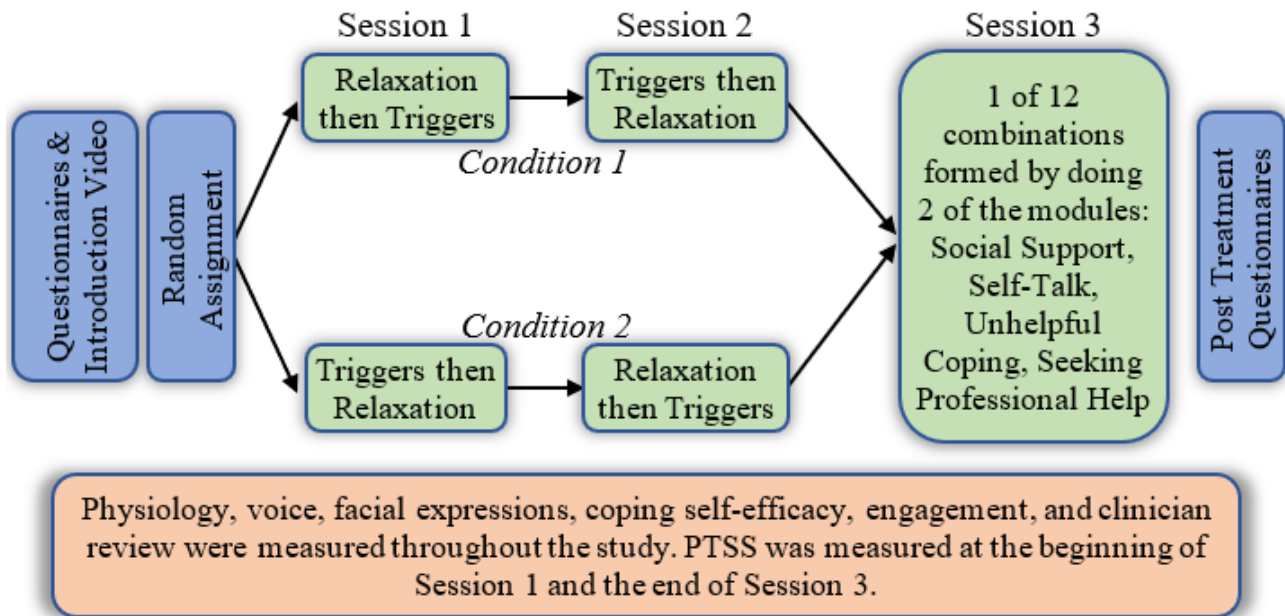 Session 1
Session 2
Session 3
Questionnaires &
Introduction Video
Random
Assignment
Relaxation
then Triggers
Triggers then
Relaxation
Condition 1
Condition 2
Triggers then
Relaxation
Relaxation
then Triggers
1 of 12
combinations
formed by doing
2 of the modules:
Social Support,
Self-Talk,
Unhelpful
Coping, Seeking
Professional Help
Post Treatment
Questionnaires
Physiology, voice, facial expressions, coping self-efficacy, engagement, and clinician
review were measured throughout the study. PTSS was measured at the beginning of
Session 1 and the end of Session 3.